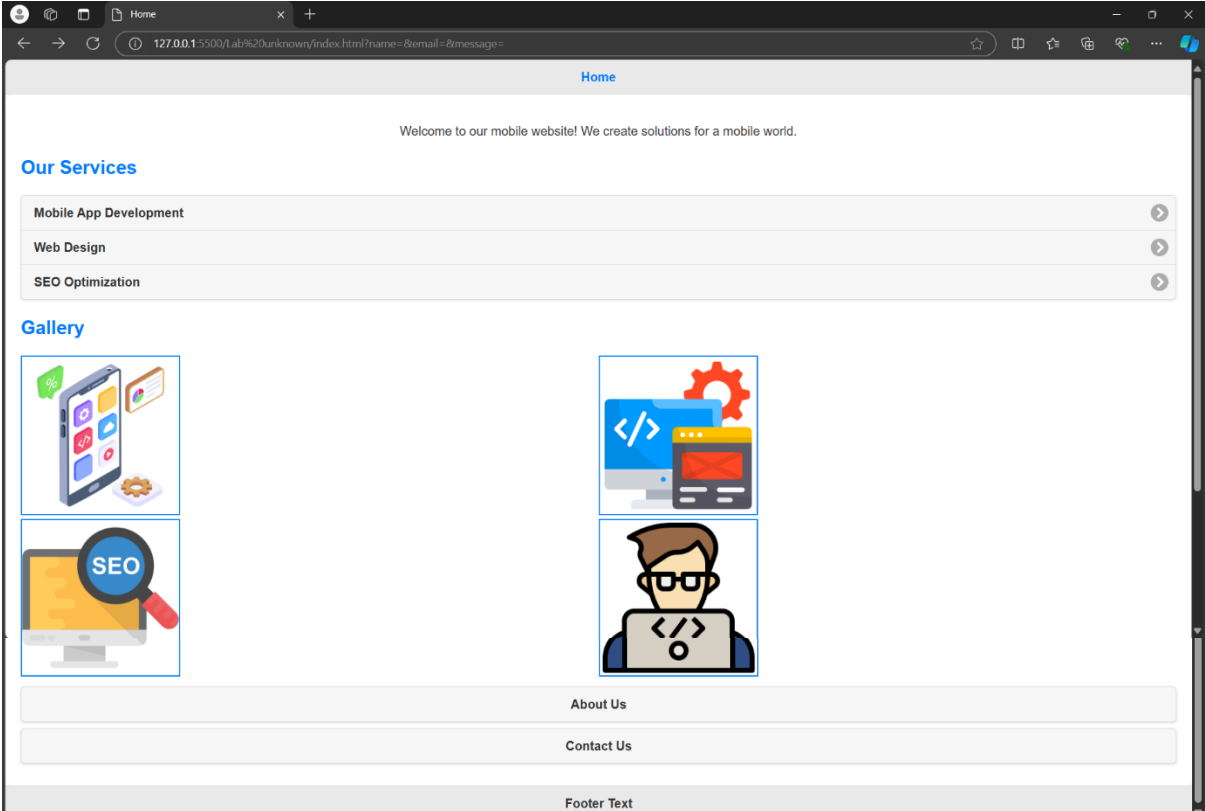 Home
127.0.0.1:5500/Lab%20unknown/index.html?name=&email=&message=
Home
Welcome to our mobile website! We create solutions for a mobile world.
Our Services
Mobile App Development
Web Design
SEO Optimization
Gallery
%
</>
</>
SEO
</>
About Us
Contact Us
Footer Text